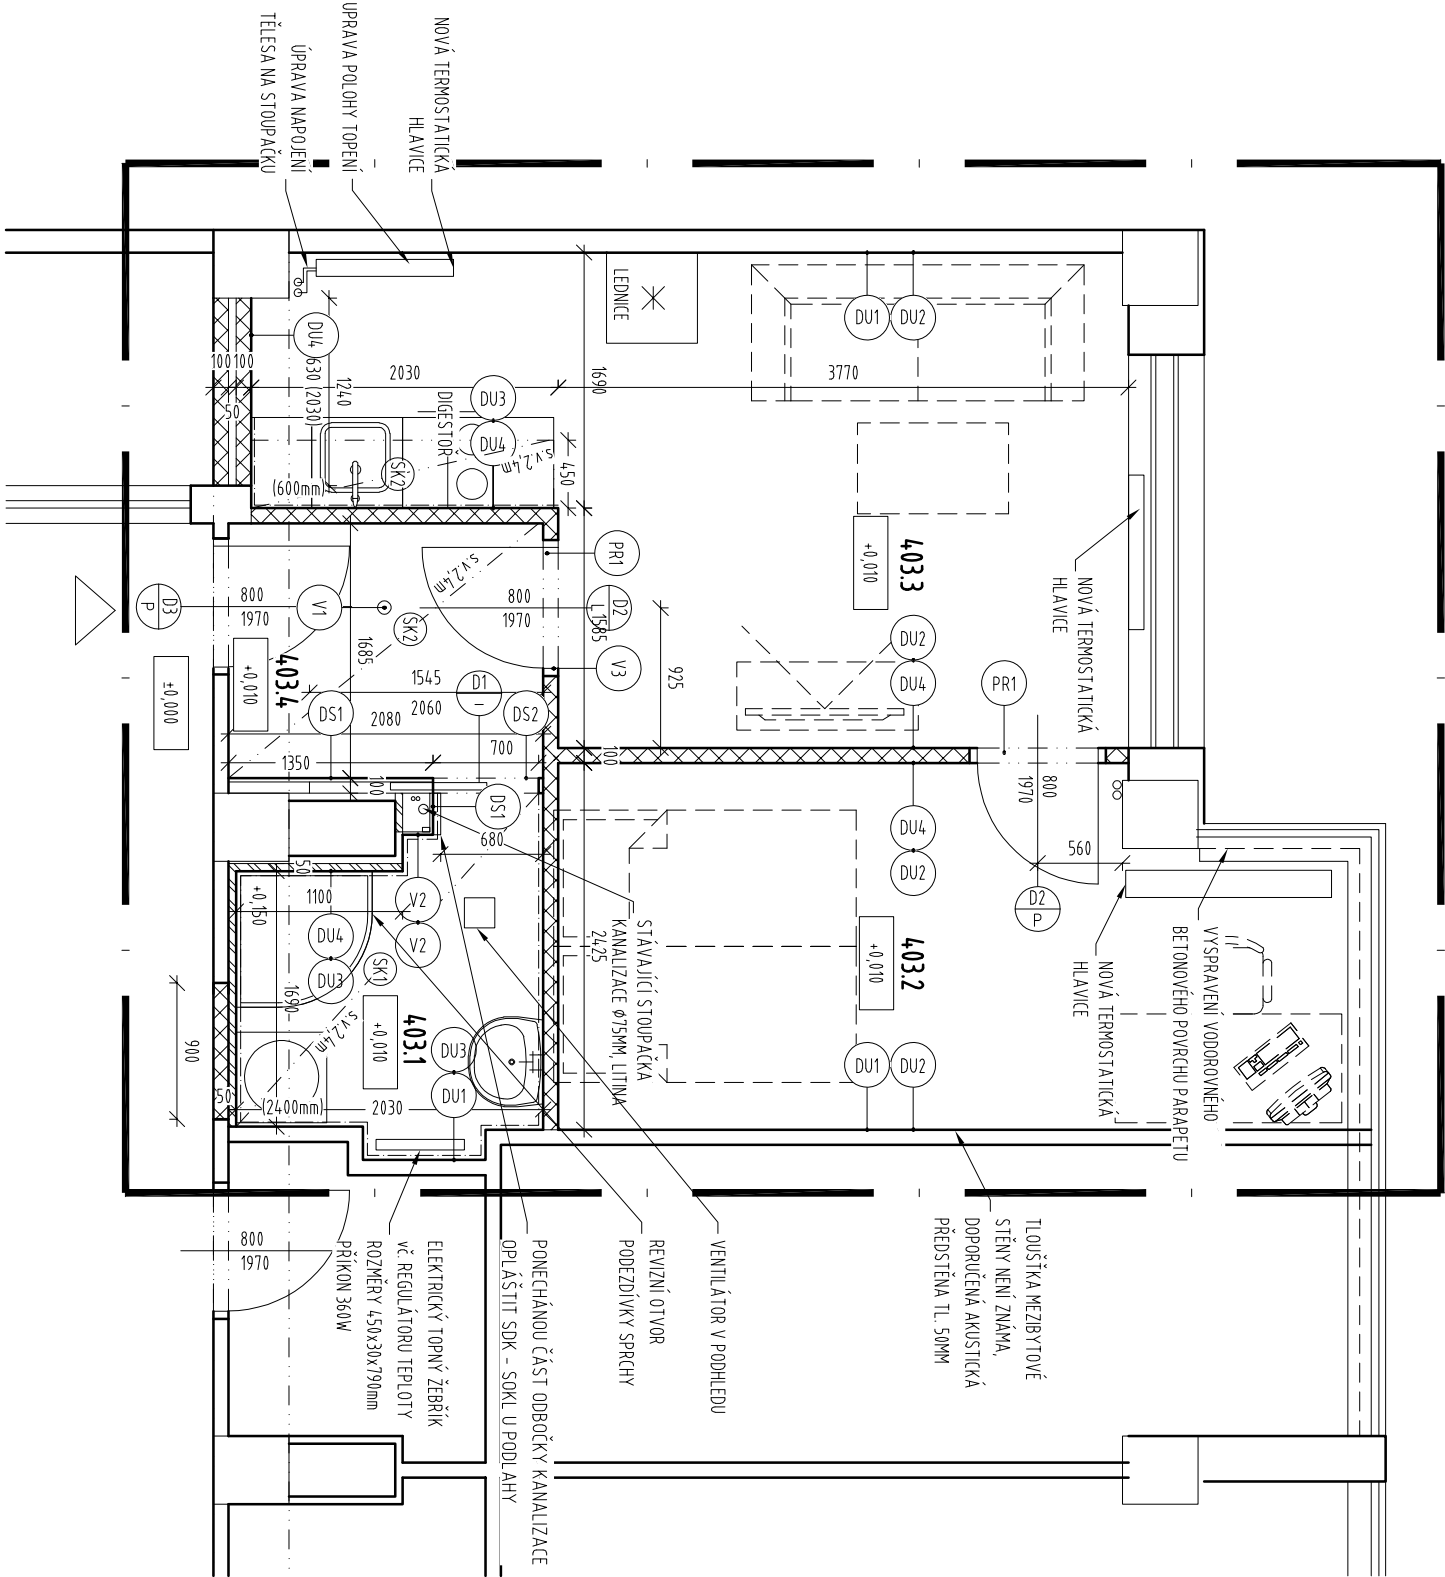 NOVÁ TERMOSTATICKÁ
HLAVICE
ÚPRAVA POLOHY TOPENÍ
ÚPRAVA NAPOJENÍ
TĚLESA NA STOUPAČKU
LEDNICE
DU1
DU2
DU4
100
100
50
630 (2030)
1240
2030
1690
3770
DU3
DU4
DIGESTOŘ
SK2
s.v.2,4m
450
(600mm)
403.3
+0,010
NOVÁ TERMOSTATICKÁ
HLAVICE
PR1
D3
P
800
1970
V1
SK2
s.v.2,4m
800
1970
D2
L
1585
V3
925
1685
403.4
+0,010
±0,000
DS1
1545
2060
D1
–
DS2
2080
700
1350
100
100
DU2
DU4
PR1
800
1970
560
D2
P
DS1
680
50
1100
+0,150
V2
V2
DU4
DU3
SK1
1690
s.v.2,4m
403.1
+0,010
DU3
DU1
(2400mm)
2030
50
900
STÁVAJÍCÍ STOUPAČKA
KANALIZACE Ø75MM, LITINA
2425
DU4
DU2
403.2
+0,010
DU1
DU2
VYSPRAVENÍ VODOROVNÉHO
BETONOVÉHO POVRCHU PARAPETU
NOVÁ TERMOSTATICKÁ
HLAVICE
800
1970
TLOUŠŤKA MEZIBYTOVÉ
STĚNY NENÍ ZNÁMA,
DOPORUČENÁ AKUSTICKÁ
PŘEDSTĚNA TL. 50MM
VENTILÁTOR V PODHLEDU
REVIZNÍ OTVOR
PODEZDÍVKY SPRCHY
PONECHÁNOU ČÁST ODBOČKY KANALIZACE
OPLÁŠTIT SDK - SOKL U PODLAHY
ELEKTRICKÝ TOPNÝ ŽEBŘÍK
vč. REGULÁTORU TEPLOTY
ROZMĚRY 450x30x790mm
PŘÍKON 360W